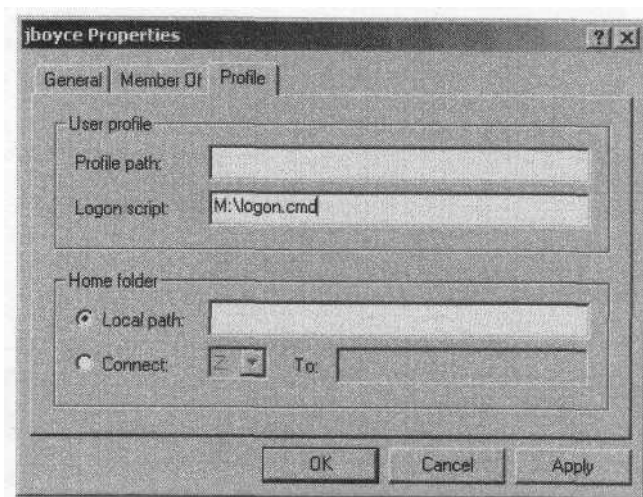 jboyce Properties
? X
General Member Of Profile
User profile
Profile path:
Logon script: M:\logon.cmd
Home folder
Local path:
Connect: Z: To:
OK Cancel Apply